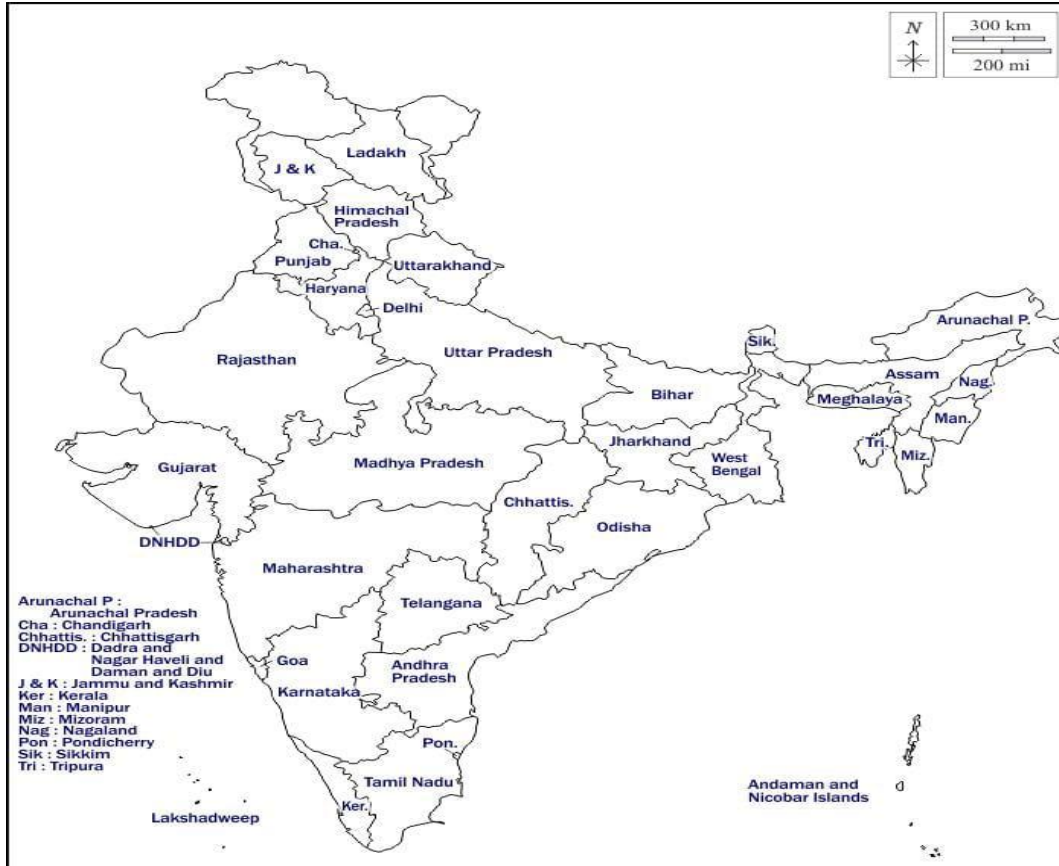 N
300 km
200 mi
Ladakh
J & K
Himachal
Pradesh
Cha.
Punjab
Uttarakhand
Haryana
Delhi
Arunachal P.
Rajasthan
Uttar Pradesh
Sik.
Assam
Nag.
Bihar
Meghalaya
Man.
Jharkhand
Tri.
Miz.
Gujarat
Madhya Pradesh
West
Bengal
Chhattis.
Odisha
DNHDD
Maharashtra
Telangana
Goa
Andhra
Pradesh
Karnataka
Pon.
Tamil Nadu
Ker.
Lakshadweep
Andaman and
Nicobar Islands
Arunachal P :
Arunachal Pradesh
Cha : Chandigarh
Chhattis. : Chhattisgarh
DNHDD : Dadra and
Nagar Haveli and
Daman and Diu
J & K : Jammu and Kashmir
Ker : Kerala
Man : Manipur
Miz : Mizoram
Nag : Nagaland
Pon : Pondicherry
Sik : Sikkim
Tri : Tripura